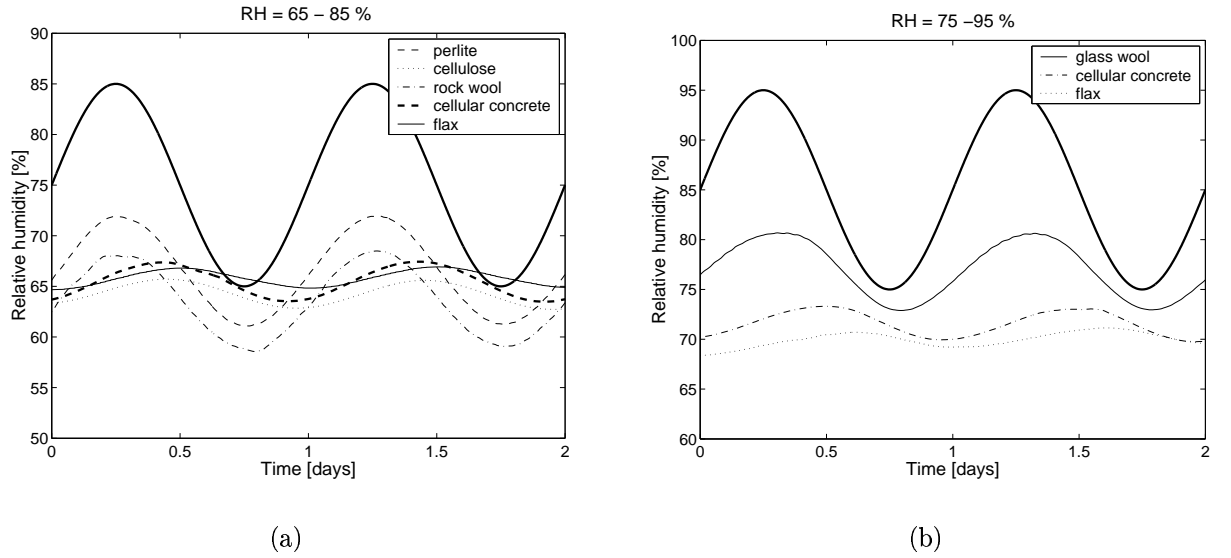 RH = 65 – 85 %
Relative humidity [%]
90
85
80
75
70
65
60
55
50
perlite
cellulose
rock wool
cellular concrete
flax
0
0.5
1
1.5
2
Time [days]
(a)
RH = 75 –95 %
Relative humidity [%]
100
95
90
85
80
75
70
65
60
glass wool
cellular concrete
flax
0
0.5
1
1.5
2
Time [days]
(b)